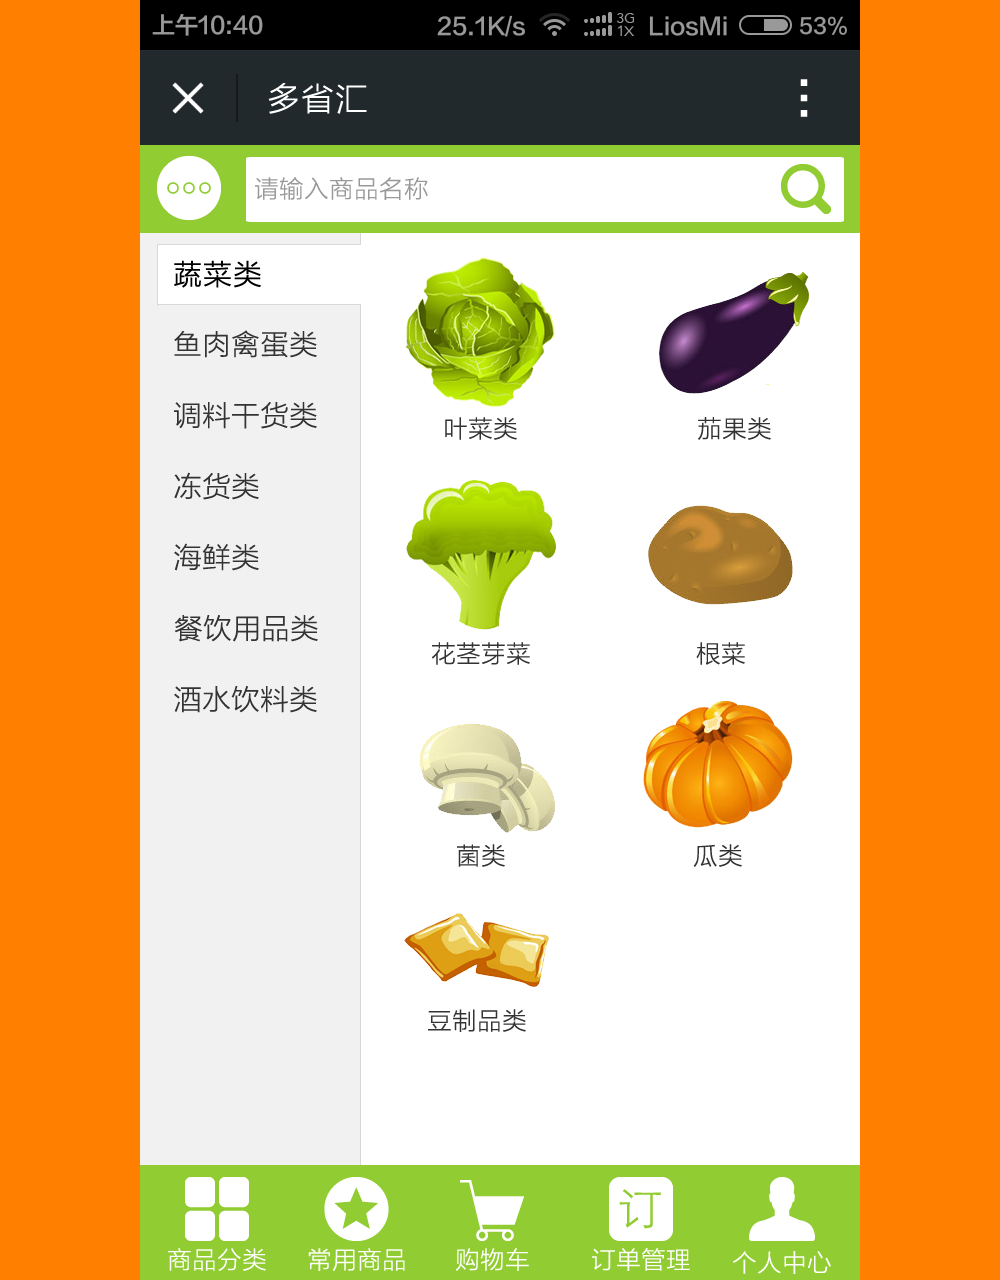 上午10:40 25.1K/s 3G 1X LiosMi 53%
多省汇
请输入商品名称
蔬菜类
鱼肉禽蛋类
调料干货类
冻货类
海鲜类
餐饮用品类
酒水饮料类
叶菜类 茄果类
花茎芽菜 根菜
菌类 瓜类
豆制品类
订
商品分类 常用商品 购物车 订单管理 个人中心